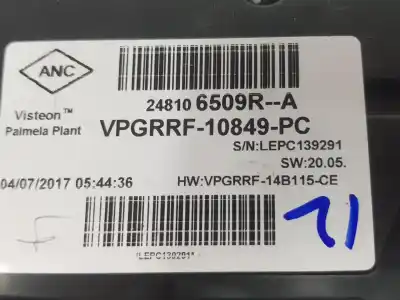 ANC
24810 6509R--A
Visteon™
Palmela Plant
VPGRRF-10849-PC
S/N:LEPC139291
SW:20.05.
04/07/2017 05:44:36
HW:VPGRRF-14B115-CE
F
*LEPC139291*